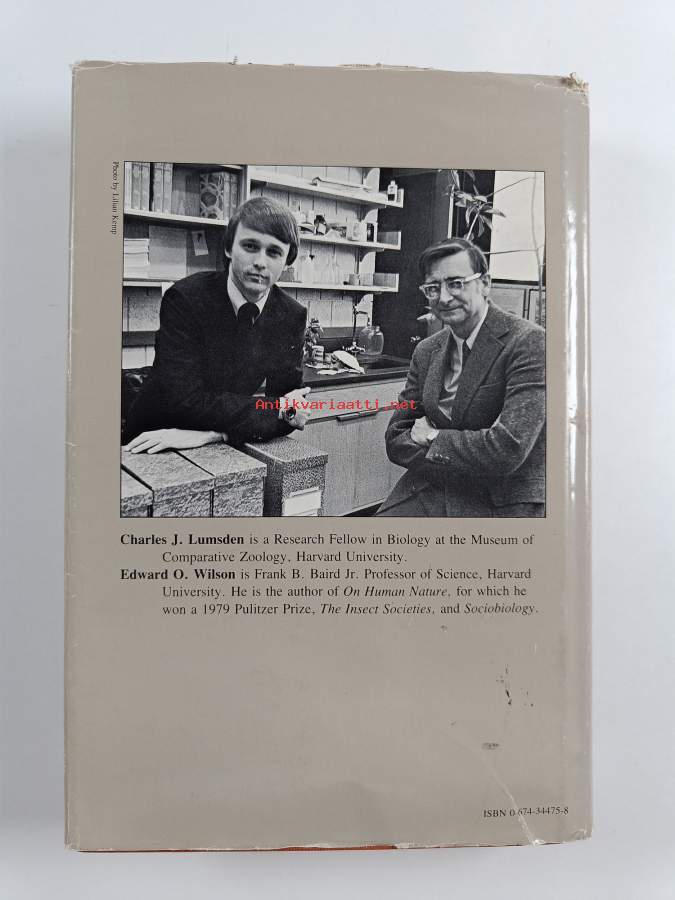 Photo by Lilian Kemp
Antikvariaatti.net
Charles J. Lumsden is a Research Fellow in Biology at the Museum of
Comparative Zoology, Harvard University.
Edward O. Wilson is Frank B. Baird Jr. Professor of Science, Harvard
University. He is the author of On Human Nature, for which he
won a 1979 Pulitzer Prize, The Insect Societies, and Sociobiology.
ISBN 0-674-34475-8